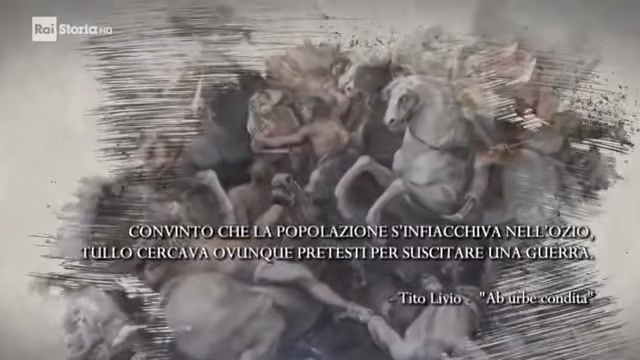 Rai Storia HD
CONVINTO CHE LA POPOLAZIONE S'INFIACCHIVA NELL'OZIO,
TULLO CERCAVA OVUNQUE PRETESTI PER SUSCITARE UNA GUERRA.
- Tito Livio - "Ab urbe condita"